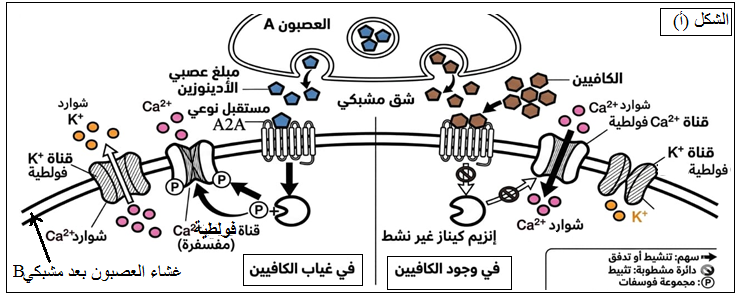 الشكل (أ)
العصبون A
مبلغ عصبي
الأدينوزين
الكافيين
شق مشبكي
مستقبل نوعي
A2A
شوارد
K⁺
Ca²⁺
قناة K⁺
فولطية
شوارد Ca²⁺
P
P
P
+
قناة فولطية Ca²⁺
(مفسفرة)
غشاء العصبون بعد مشبكي B
في غياب الكافيين
شوارد Ca²⁺
قناة Ca²⁺ فولطية
قناة K⁺
فولطية
K⁺
شوارد Ca²⁺
إنزيم كيناز غير نشط
في وجود الكافيين
سهم: تنشيط أو تدفق
دائرة مشطوبة: تثبيط
P: مجموعة فوسفات